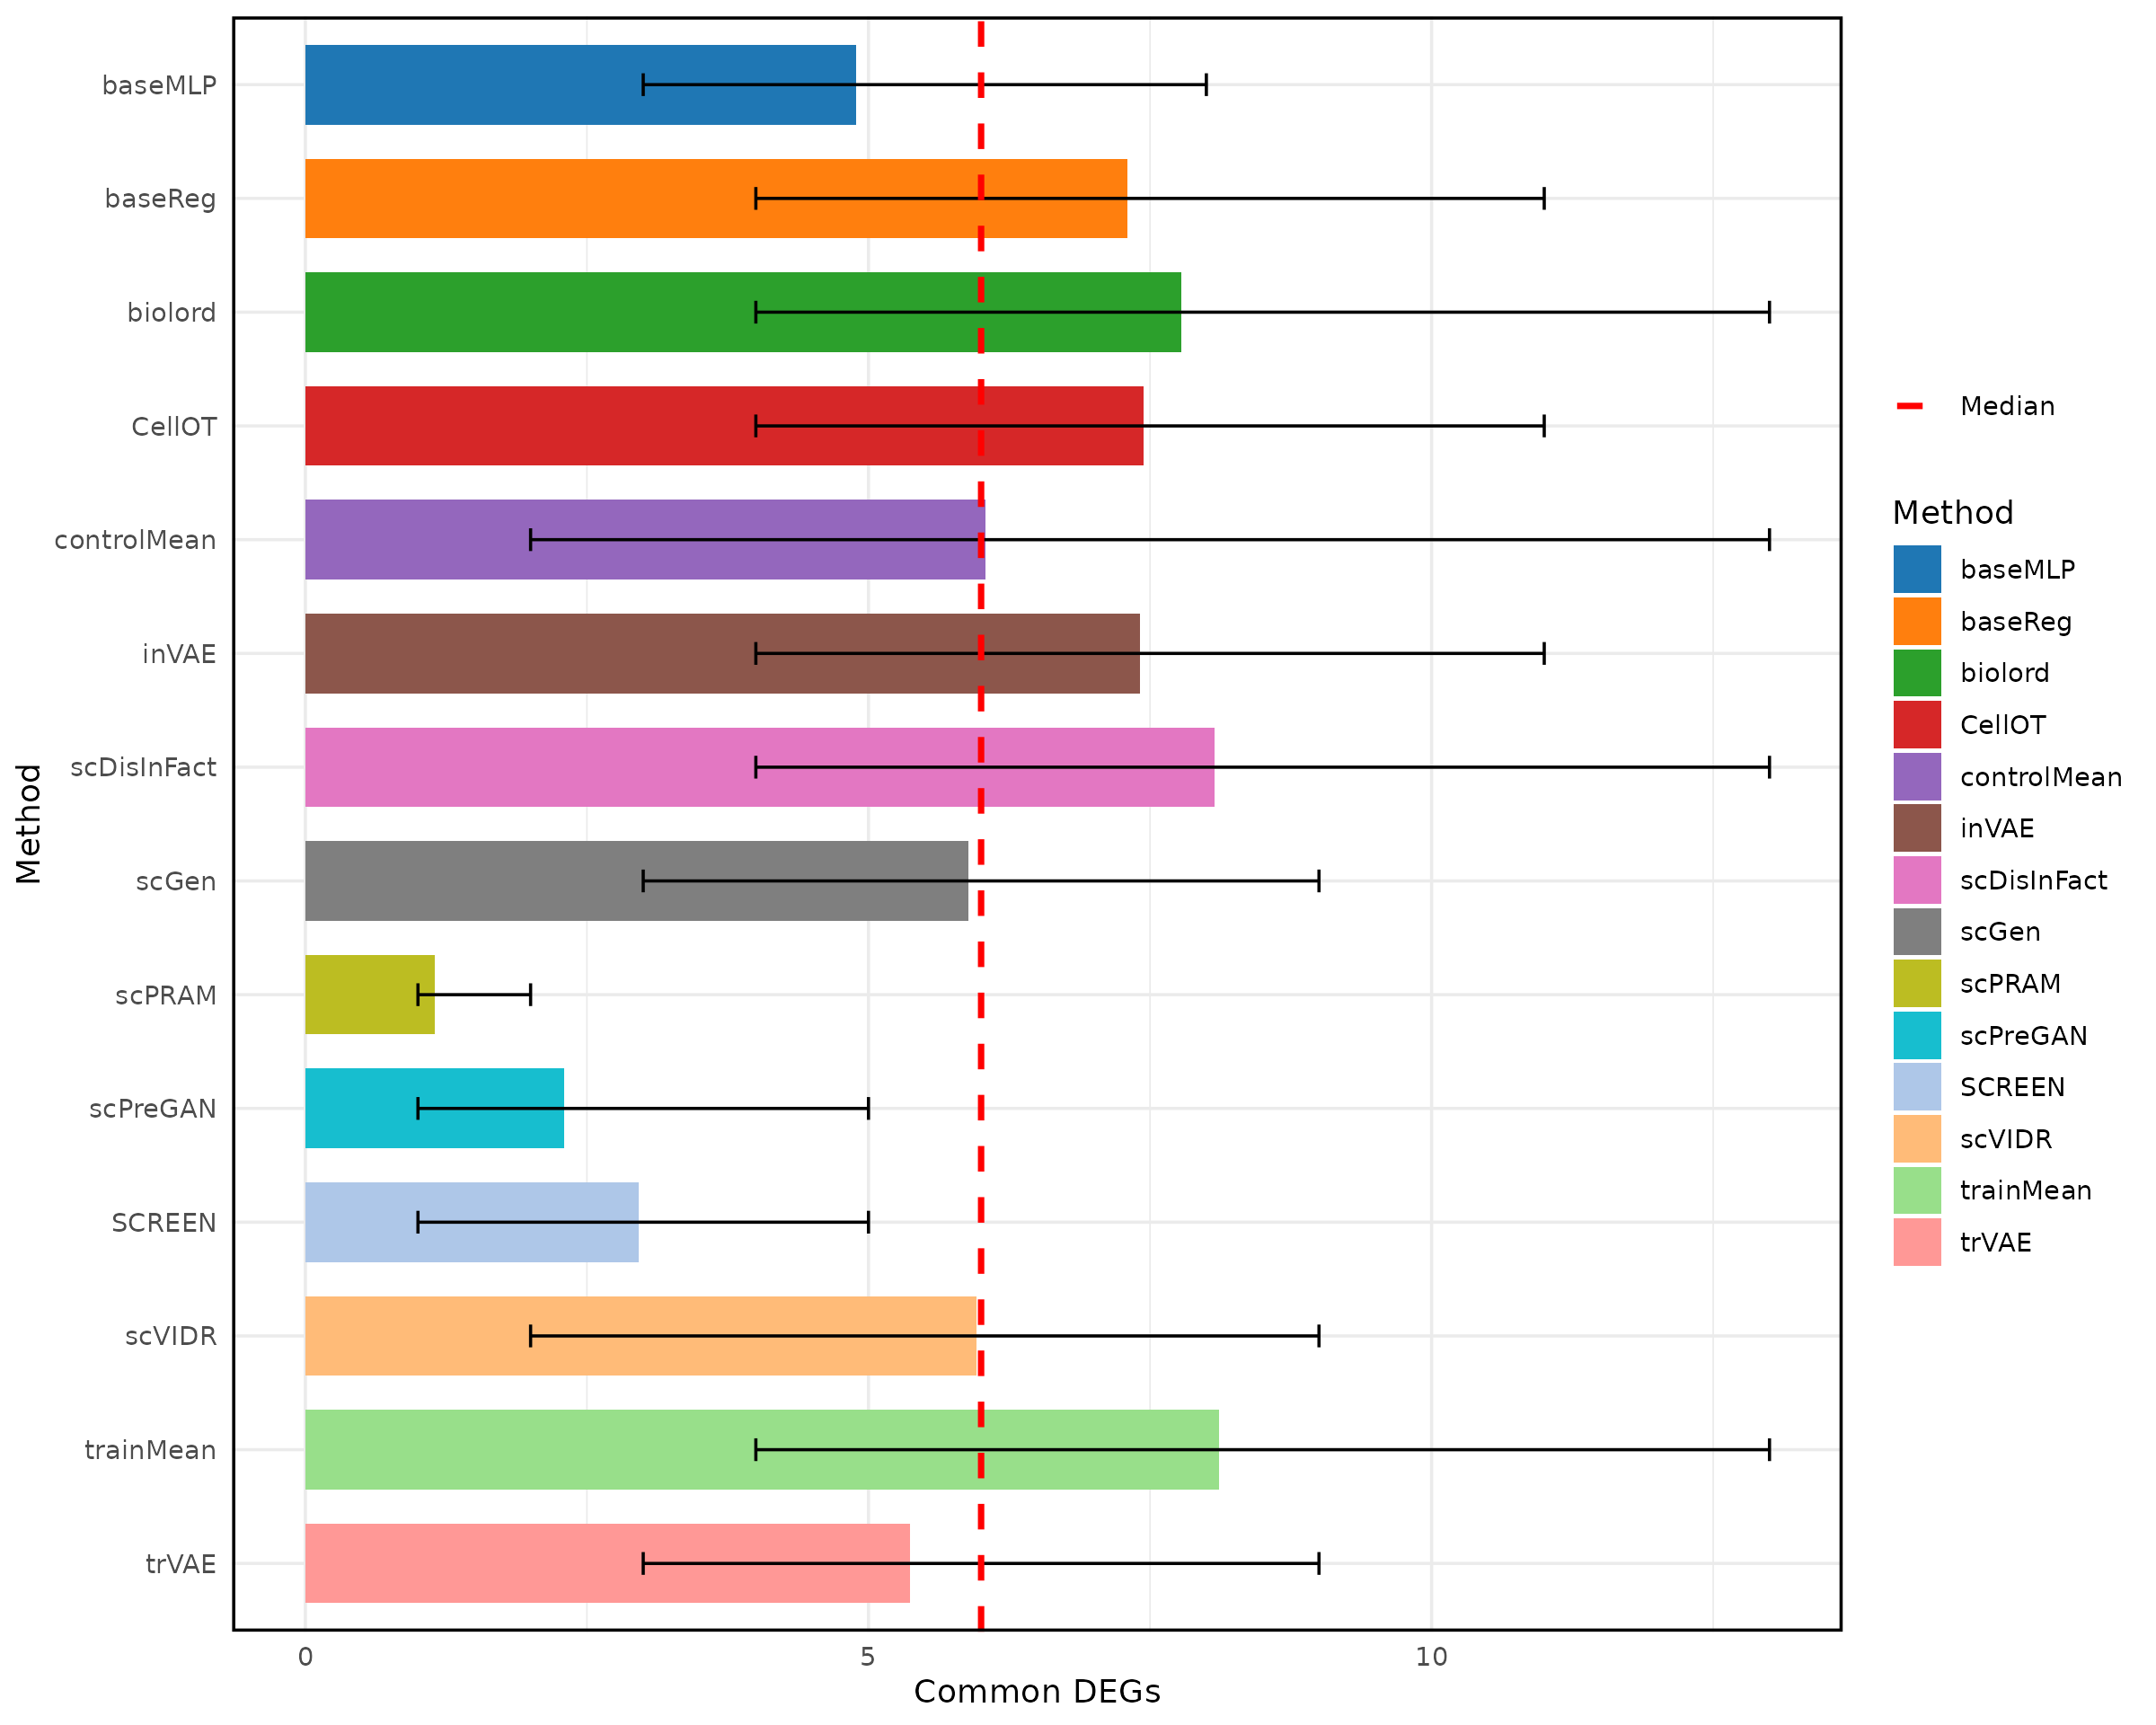 baseMLP
baseReg
biolord
CellOT
controlMean
inVAE
scDisInFact
scGen
scPRAM
scPreGAN
SCREEN
scVIDR
trainMean
trVAE
Method
0 5 10
Common DEGs
Median
Method
baseMLP
baseReg
biolord
CellOT
controlMean
inVAE
scDisInFact
scGen
scPRAM
scPreGAN
SCREEN
scVIDR
trainMean
trVAE